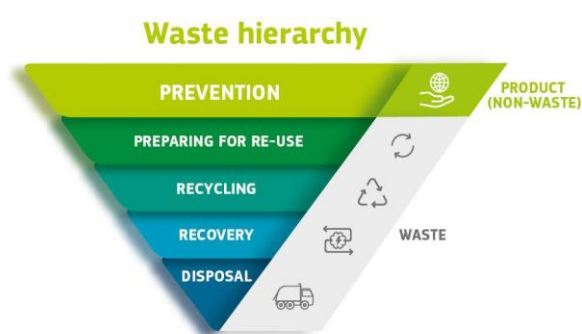 Waste hierarchy
PREVENTION
PRODUCT
(NON-WASTE)
PREPARING FOR RE-USE
RECYCLING
RECOVERY
WASTE
DISPOSAL